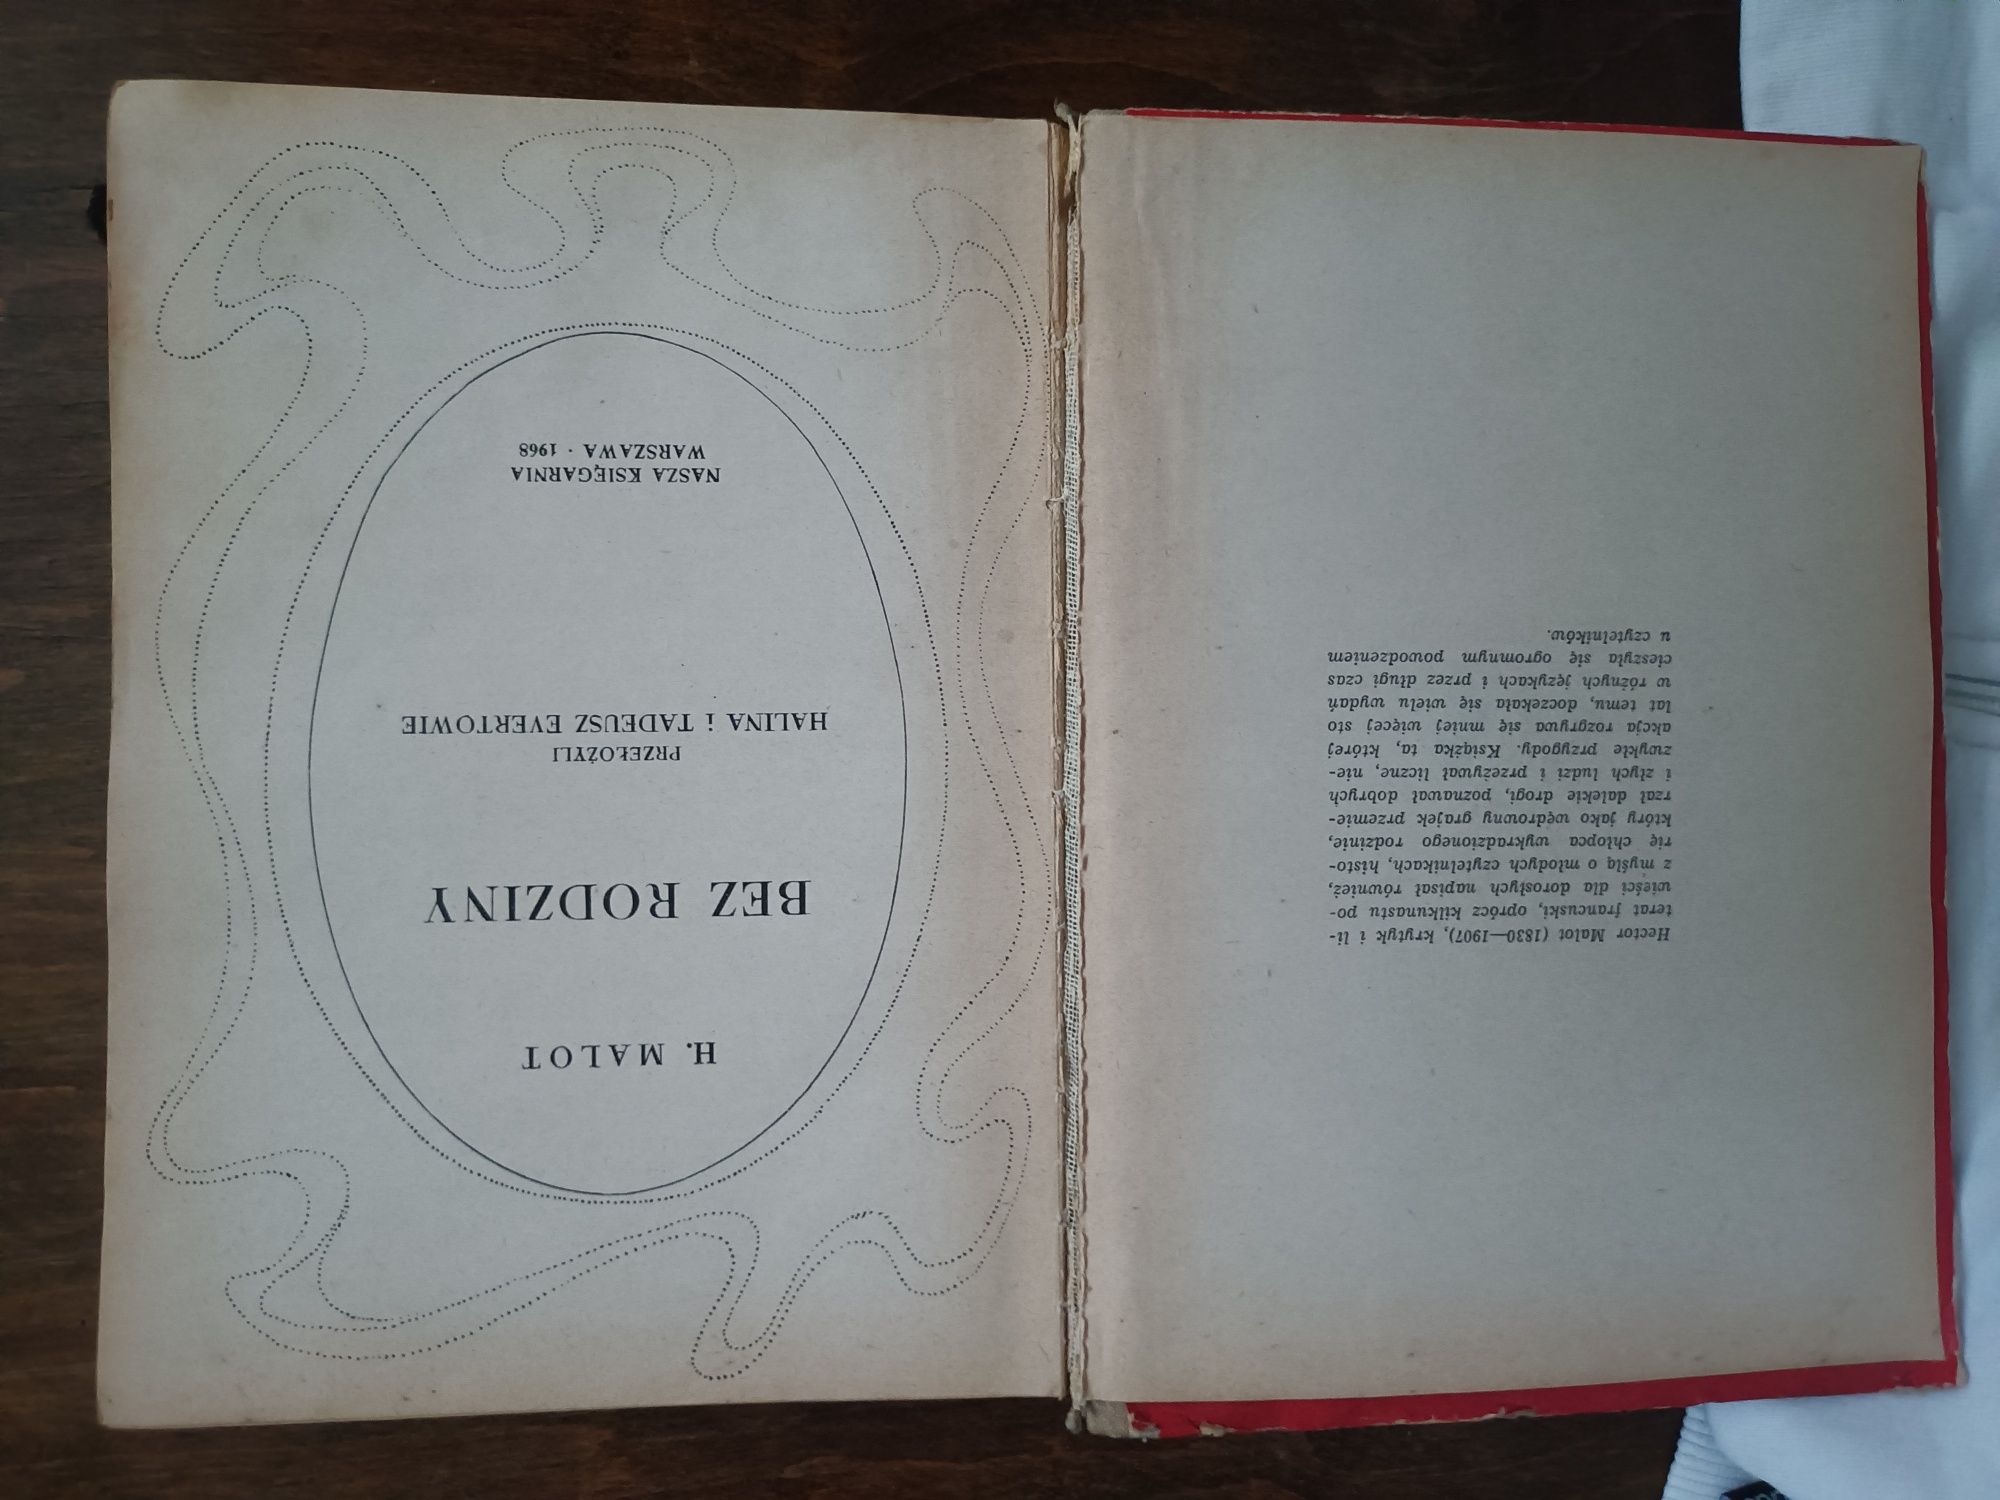 Hector Malot (1830—1907), krytyk i li-
terat francuski, oprócz kilkunastu po-
wieści dla dorosłych napisał również,
z myślą o młodych czytelnikach, histo-
rię chłopca wykradzionego rodzinie,
który jako wędrowny grajek przemie-
rzał dalekie drogi, poznawał dobrych
i złych ludzi i przeżywał liczne, nie-
zwykłe przygody. Książka ta, której
akcja rozgrywa się mniej więcej sto
lat temu, doczekała się wielu wydań
w różnych językach i przez długi czas
cieszyła się ogromnym powodzeniem
u czytelników.
H. MALOT
BEZ RODZINY
PRZEŁOŻYLI
HALINA i TADEUSZ EVERTOWIE
NASZA KSIĘGARNIA
WARSZAWA · 1968